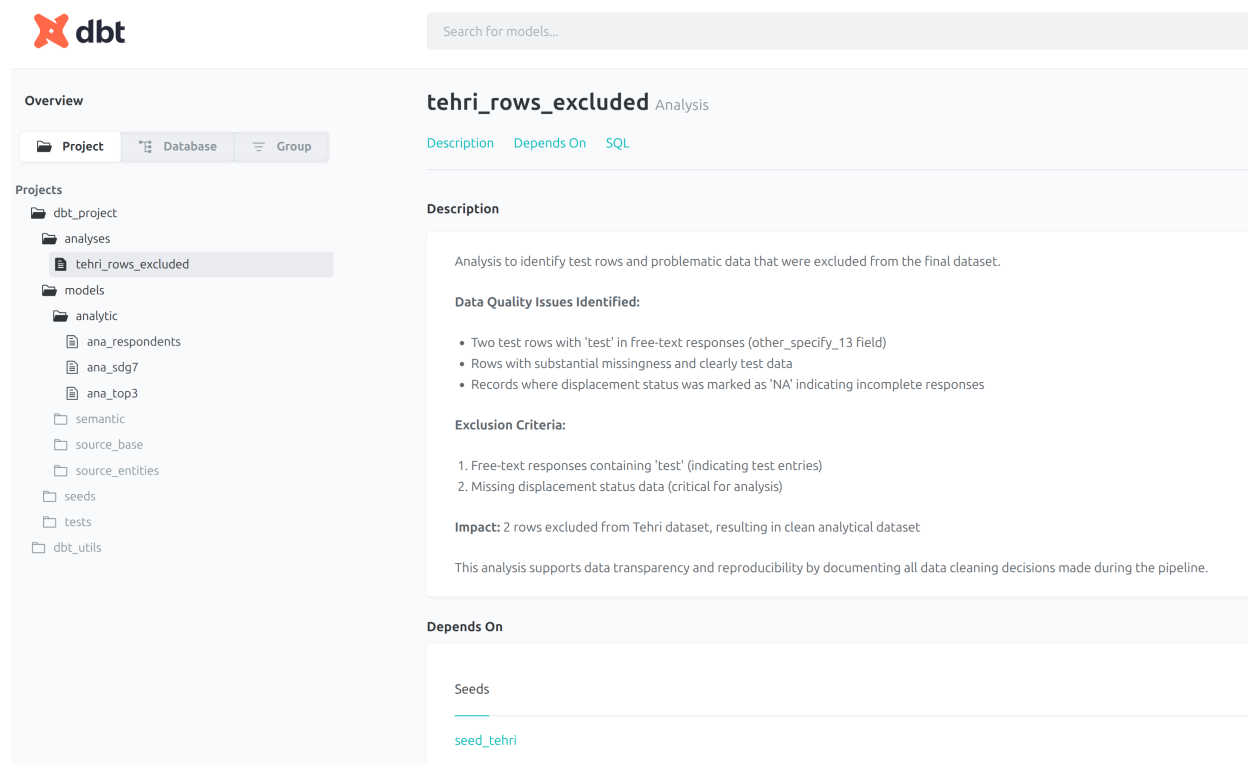 dbt
Search for models...
Overview
Project
Database
Group
Projects
dbt_project
analyses
tehri_rows_excluded
models
analytic
ana_respondents
ana_sdg7
ana_top3
semantic
source_base
source_entities
seeds
tests
dbt_utils
tehri_rows_excluded Analysis
Description Depends On SQL
Description
Analysis to identify test rows and problematic data that were excluded from the final dataset.
Data Quality Issues Identified:
• Two test rows with 'test' in free-text responses (other_specify_13 field)
• Rows with substantial missingness and clearly test data
• Records where displacement status was marked as 'NA' indicating incomplete responses
Exclusion Criteria:
1. Free-text responses containing 'test' (indicating test entries)
2. Missing displacement status data (critical for analysis)
Impact: 2 rows excluded from Tehri dataset, resulting in clean analytical dataset
This analysis supports data transparency and reproducibility by documenting all data cleaning decisions made during the pipeline.
Depends On
Seeds
seed_tehri